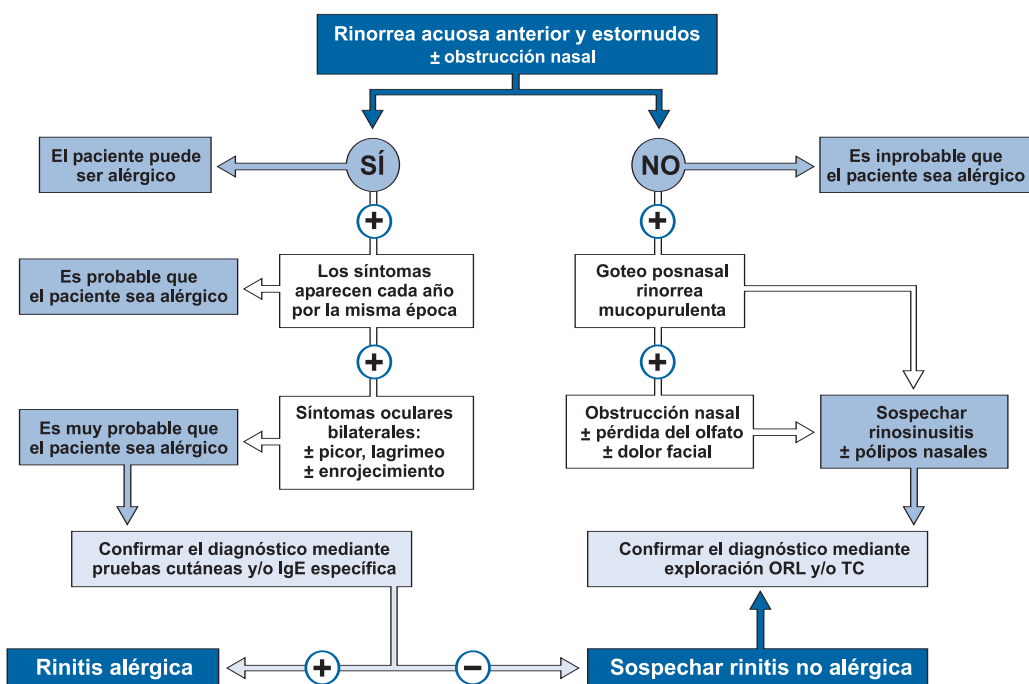 Rinorrea acuosa anterior y estornudos
± obstrucción nasal
El paciente puede
ser alérgico
SÍ
NO
Es inprobable que
el paciente sea alérgico
+
+
Es probable que
el paciente sea alérgico
Los síntomas
aparecen cada año
por la misma época
Goteo posnasal
rinorrea
mucopurulenta
+
+
Es muy probable que
el paciente sea alérgico
Síntomas oculares
bilaterales:
± picor, lagrimeo
± enrojecimiento
Obstrucción nasal
± pérdida del olfato
± dolor facial
Sospechar
rinosinusitis
± pólipos nasales
Confirmar el diagnóstico mediante
pruebas cutáneas y/o IgE específica
Confirmar el diagnóstico mediante
exploración ORL y/o TC
Rinitis alérgica
+
−
Sospechar rinitis no alérgica